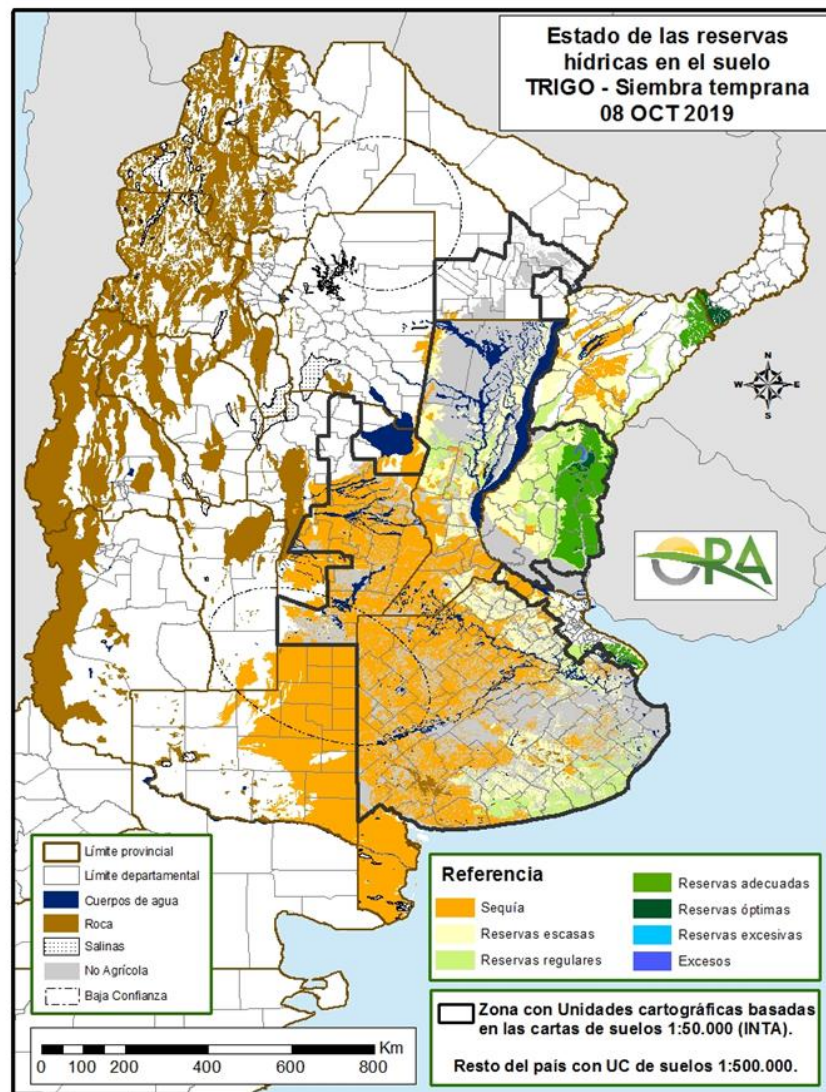 Estado de las reservas
hídricas en el suelo
TRIGO - Siembra temprana
08 OCT 2019
N
W
E
S
ORA
Límite provincial
Límite departamental
Cuerpos de agua
Roca
Salinas
No Agrícola
Baja Confianza
Referencia
Sequía
Reservas escasas
Reservas regulares
Reservas adecuadas
Reservas óptimas
Reservas excesivas
Excesos
Zona con Unidades cartográficas basadas
en las cartas de suelos 1:50.000 (INTA).
Resto del país con UC de suelos 1:500.000.
Km
0 100 200 400 600 800